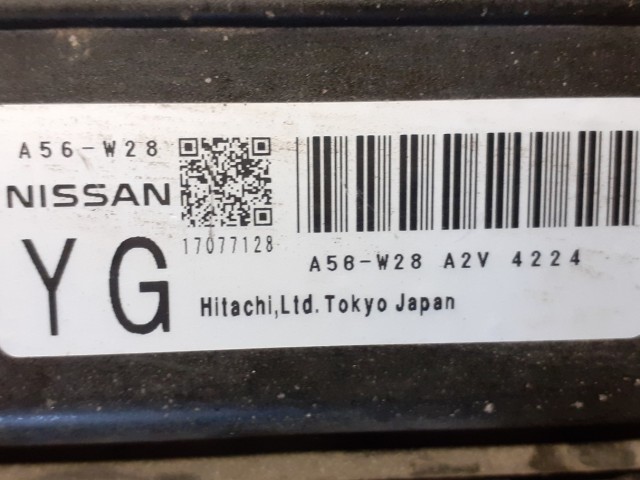 A56-W28
NISSAN
17077128
YG
A56-W28 A2V 4224
Hitachi,Ltd. Tokyo Japan